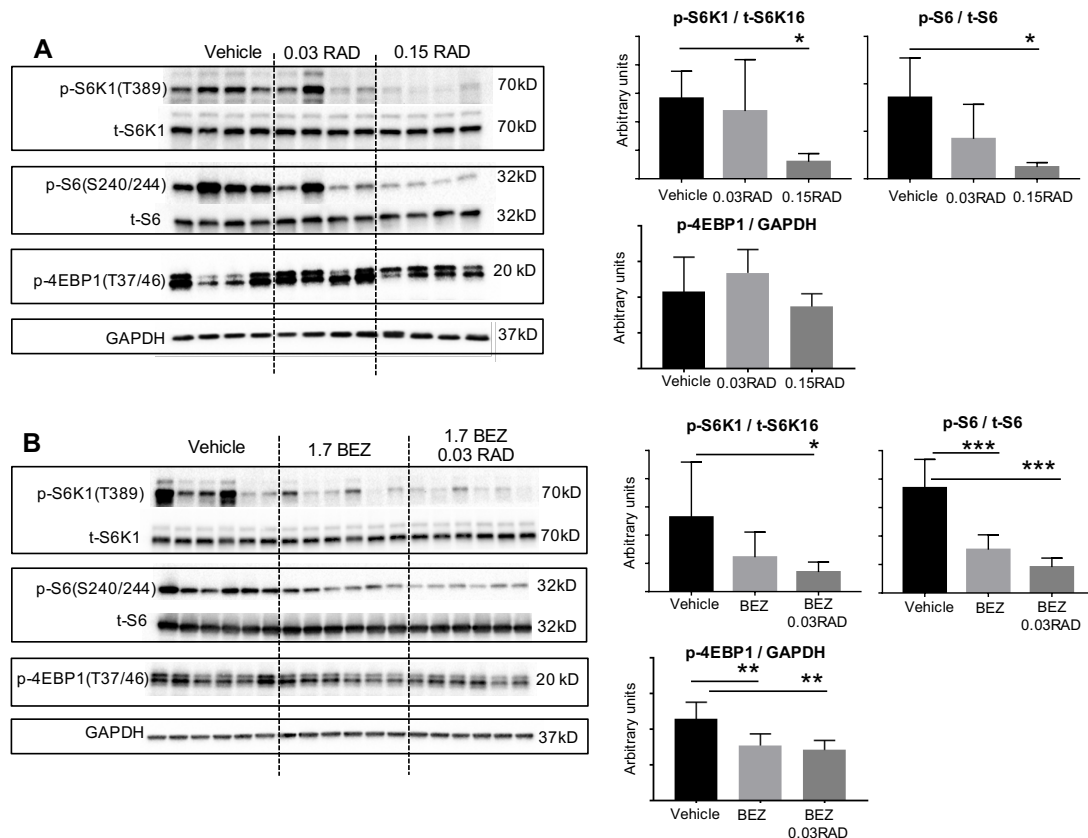 A
Vehicle 0.03 RAD 0.15 RAD
p-S6K1(T389) 70kD
t-S6K1 70kD
p-S6(S240/244) 32kD
t-S6 32kD
p-4EBP1(T37/46) 20 kD
GAPDH 37kD
p-S6K1 / t-S6K16
Arbitrary units
*
Vehicle 0.03RAD 0.15RAD
p-S6 / t-S6
*
Vehicle 0.03RAD 0.15RAD
p-4EBP1 / GAPDH
Arbitrary units
Vehicle 0.03RAD 0.15RAD
B
Vehicle 1.7 BEZ 1.7 BEZ
0.03 RAD
p-S6K1(T389) 70kD
t-S6K1 70kD
p-S6(S240/244) 32kD
t-S6 32kD
p-4EBP1(T37/46) 20 kD
GAPDH 37kD
p-S6K1 / t-S6K16
Arbitrary units
*
Vehicle BEZ BEZ
0.03RAD
p-S6 / t-S6
***
***
Vehicle BEZ BEZ
0.03RAD
p-4EBP1 / GAPDH
Arbitrary units
**
**
Vehicle BEZ BEZ
0.03RAD